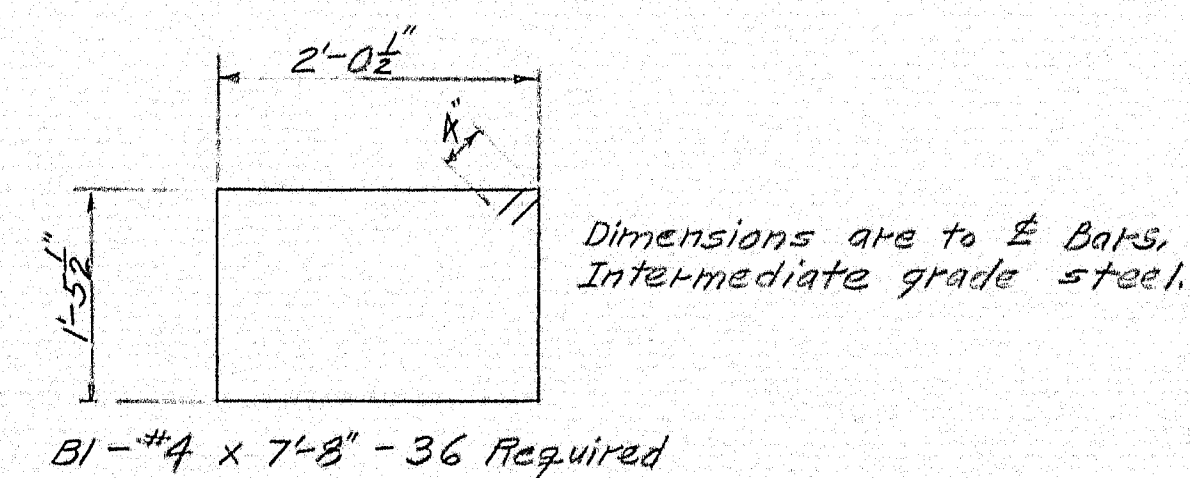 2'-0½"
4"
1'-5½"
Dimensions are to ℄ Bars,
Intermediate grade steel.
B1 - #4 x 7'-8" - 36 Required